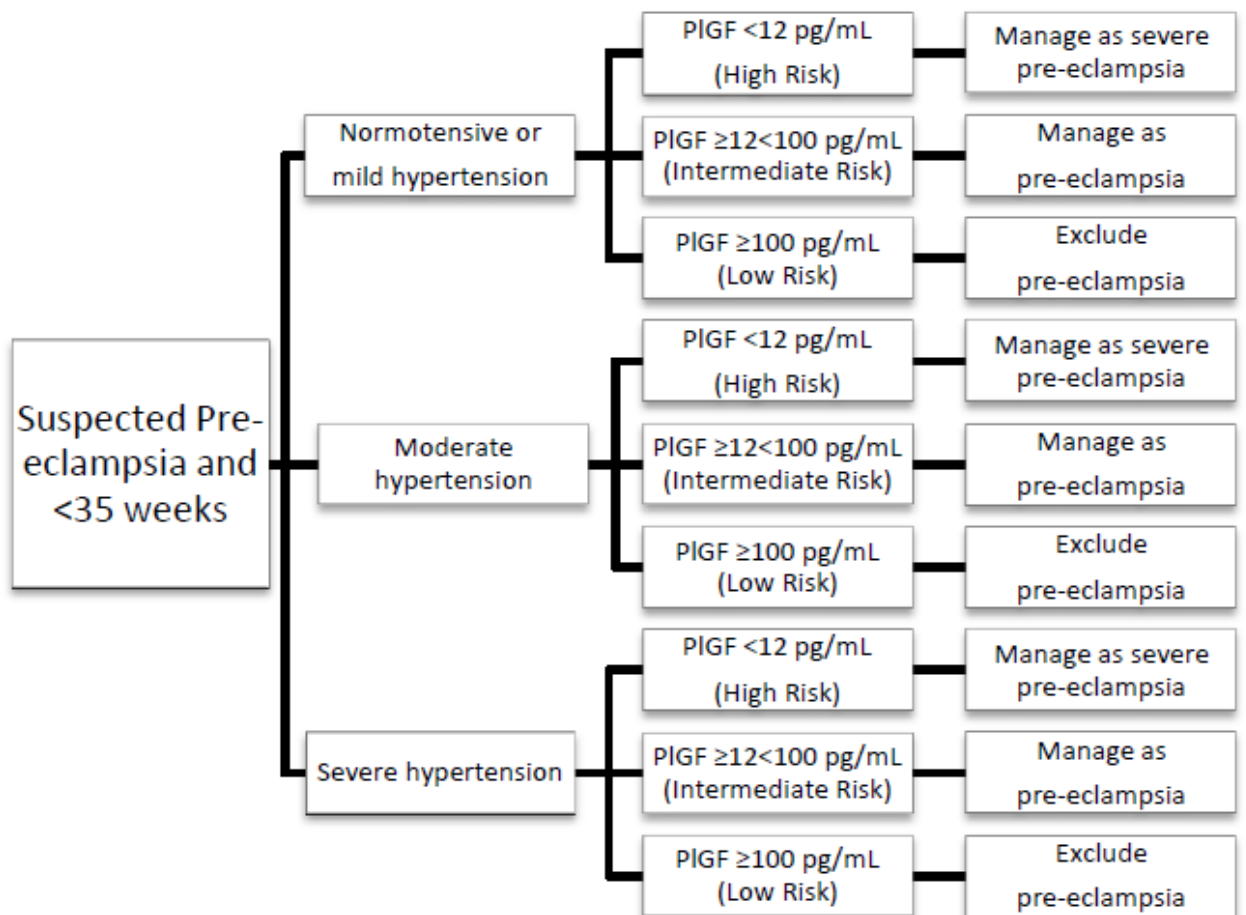 Suspected Pre-
eclampsia and
<35 weeks
Normotensive or
mild hypertension
PlGF <12 pg/mL
(High Risk)
Manage as severe
pre-eclampsia
PlGF ≥12<100 pg/mL
(Intermediate Risk)
Manage as
pre-eclampsia
PlGF ≥100 pg/mL
(Low Risk)
Exclude
pre-eclampsia
Moderate
hypertension
PlGF <12 pg/mL
(High Risk)
Manage as severe
pre-eclampsia
PlGF ≥12<100 pg/mL
(Intermediate Risk)
Manage as
pre-eclampsia
PlGF ≥100 pg/mL
(Low Risk)
Exclude
pre-eclampsia
Severe hypertension
PlGF <12 pg/mL
(High Risk)
Manage as severe
pre-eclampsia
PlGF ≥12<100 pg/mL
(Intermediate Risk)
Manage as
pre-eclampsia
PlGF ≥100 pg/mL
(Low Risk)
Exclude
pre-eclampsia